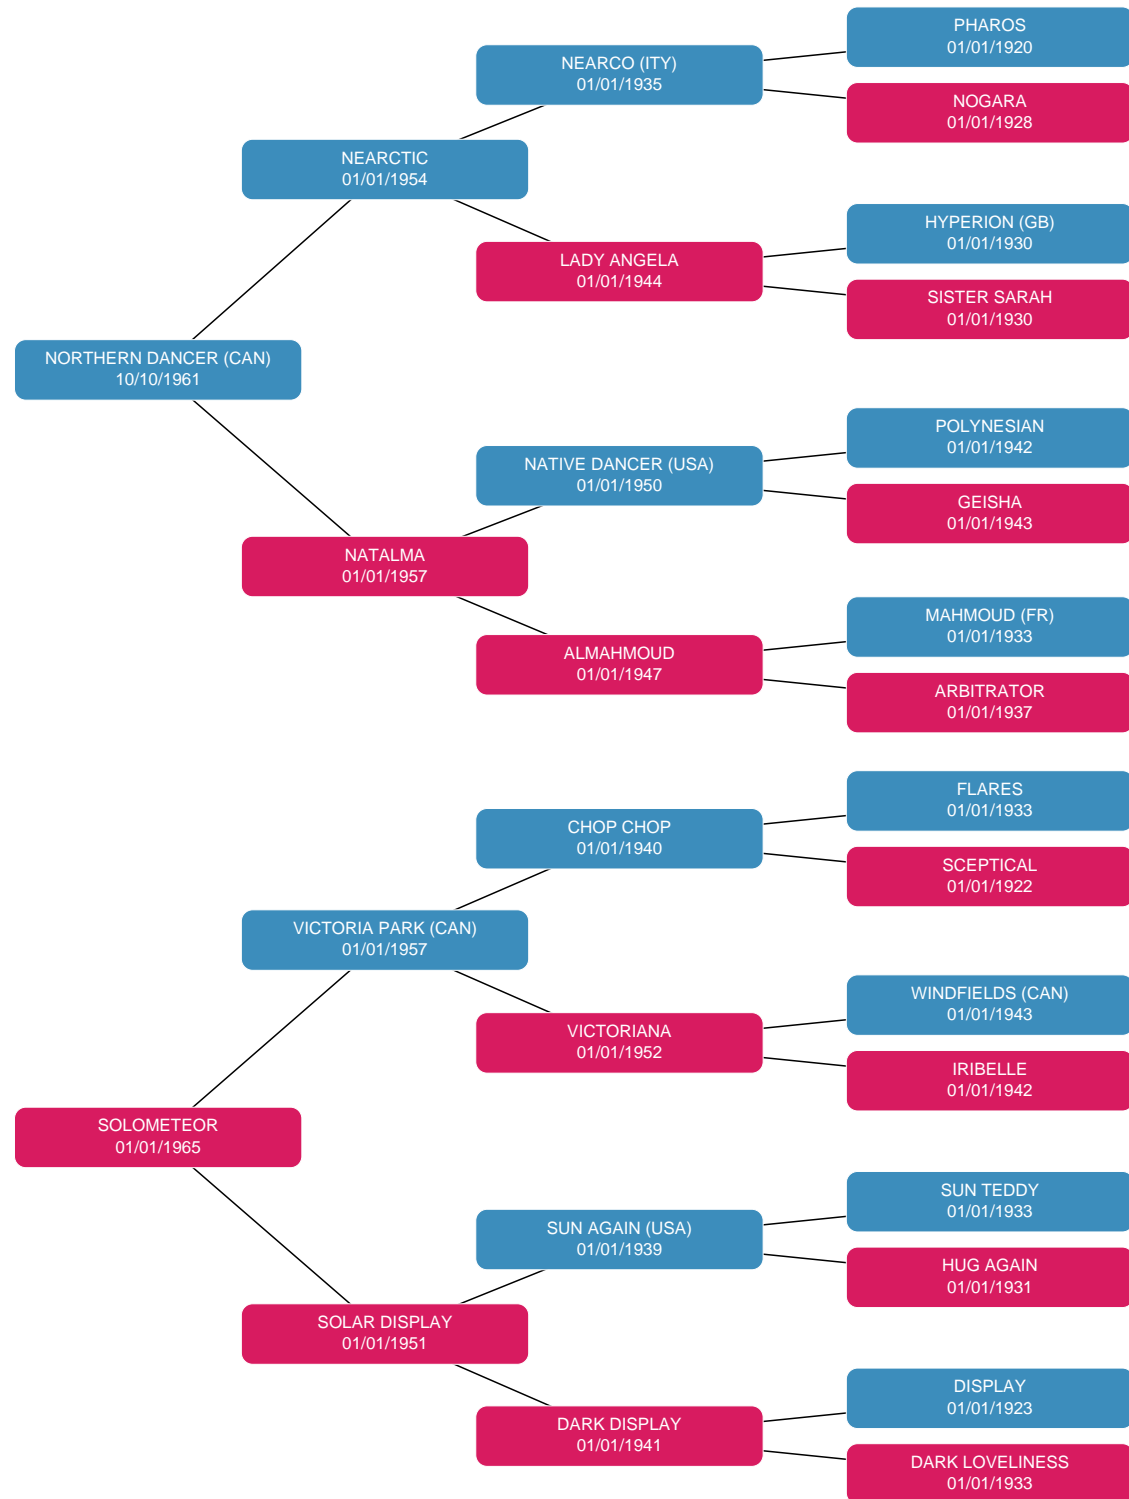 PHAROS
01/01/1920
NEARCO (ITY)
01/01/1935
NOGARA
01/01/1928
NEARCTIC
01/01/1954
HYPERION (GB)
01/01/1930
LADY ANGELA
01/01/1944
SISTER SARAH
01/01/1930
NORTHERN DANCER (CAN)
10/10/1961
POLYNESIAN
01/01/1942
NATIVE DANCER (USA)
01/01/1950
GEISHA
01/01/1943
NATALMA
01/01/1957
MAHMOUD (FR)
01/01/1933
ALMAHMOUD
01/01/1947
ARBITRATOR
01/01/1937
FLARES
01/01/1933
CHOP CHOP
01/01/1940
SCEPTICAL
01/01/1922
VICTORIA PARK (CAN)
01/01/1957
WINDFIELDS (CAN)
01/01/1943
VICTORIANA
01/01/1952
IRIBELLE
01/01/1942
SOLOMETEOR
01/01/1965
SUN TEDDY
01/01/1933
SUN AGAIN (USA)
01/01/1939
HUG AGAIN
01/01/1931
SOLAR DISPLAY
01/01/1951
DISPLAY
01/01/1923
DARK DISPLAY
01/01/1941
DARK LOVELINESS
01/01/1933